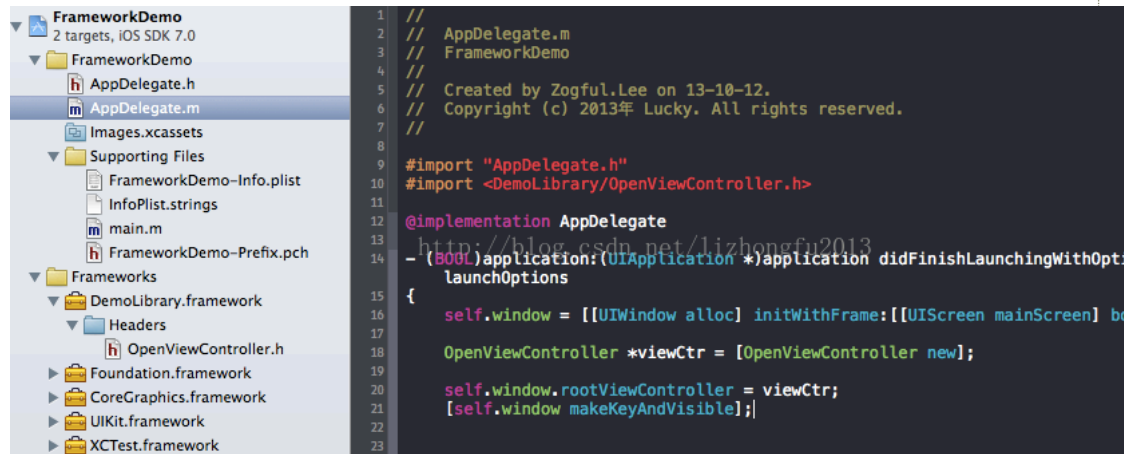 FrameworkDemo
2 targets, iOS SDK 7.0
FrameworkDemo
AppDelegate.h
AppDelegate.m
Images.xcassets
Supporting Files
FrameworkDemo-Info.plist
InfoPlist.strings
main.m
FrameworkDemo-Prefix.pch
Frameworks
DemoLibrary.framework
Headers
OpenViewController.h
Foundation.framework
CoreGraphics.framework
UIKit.framework
XCTest.framework
1 //
2 // AppDelegate.m
3 // FrameworkDemo
4 //
5 // Created by Zogful.Lee on 13-10-12.
6 // Copyright (c) 2013年 Lucky. All rights reserved.
7 //
8
9 #import "AppDelegate.h"
10 #import <DemoLibrary/OpenViewController.h>
11
12 @implementation AppDelegate
13
http://blog.csdn.net/lizhongfu2013
14 - (BOOL)application:(UIApplication *)application didFinishLaunchingWithOpti
launchOptions
15 {
16 self.window = [[UIWindow alloc] initWithFrame:[[UIScreen mainScreen] bo
17
18 OpenViewController *viewCtr = [OpenViewController new];
19
20 self.window.rootViewController = viewCtr;
21 [self.window makeKeyAndVisible];
22
23